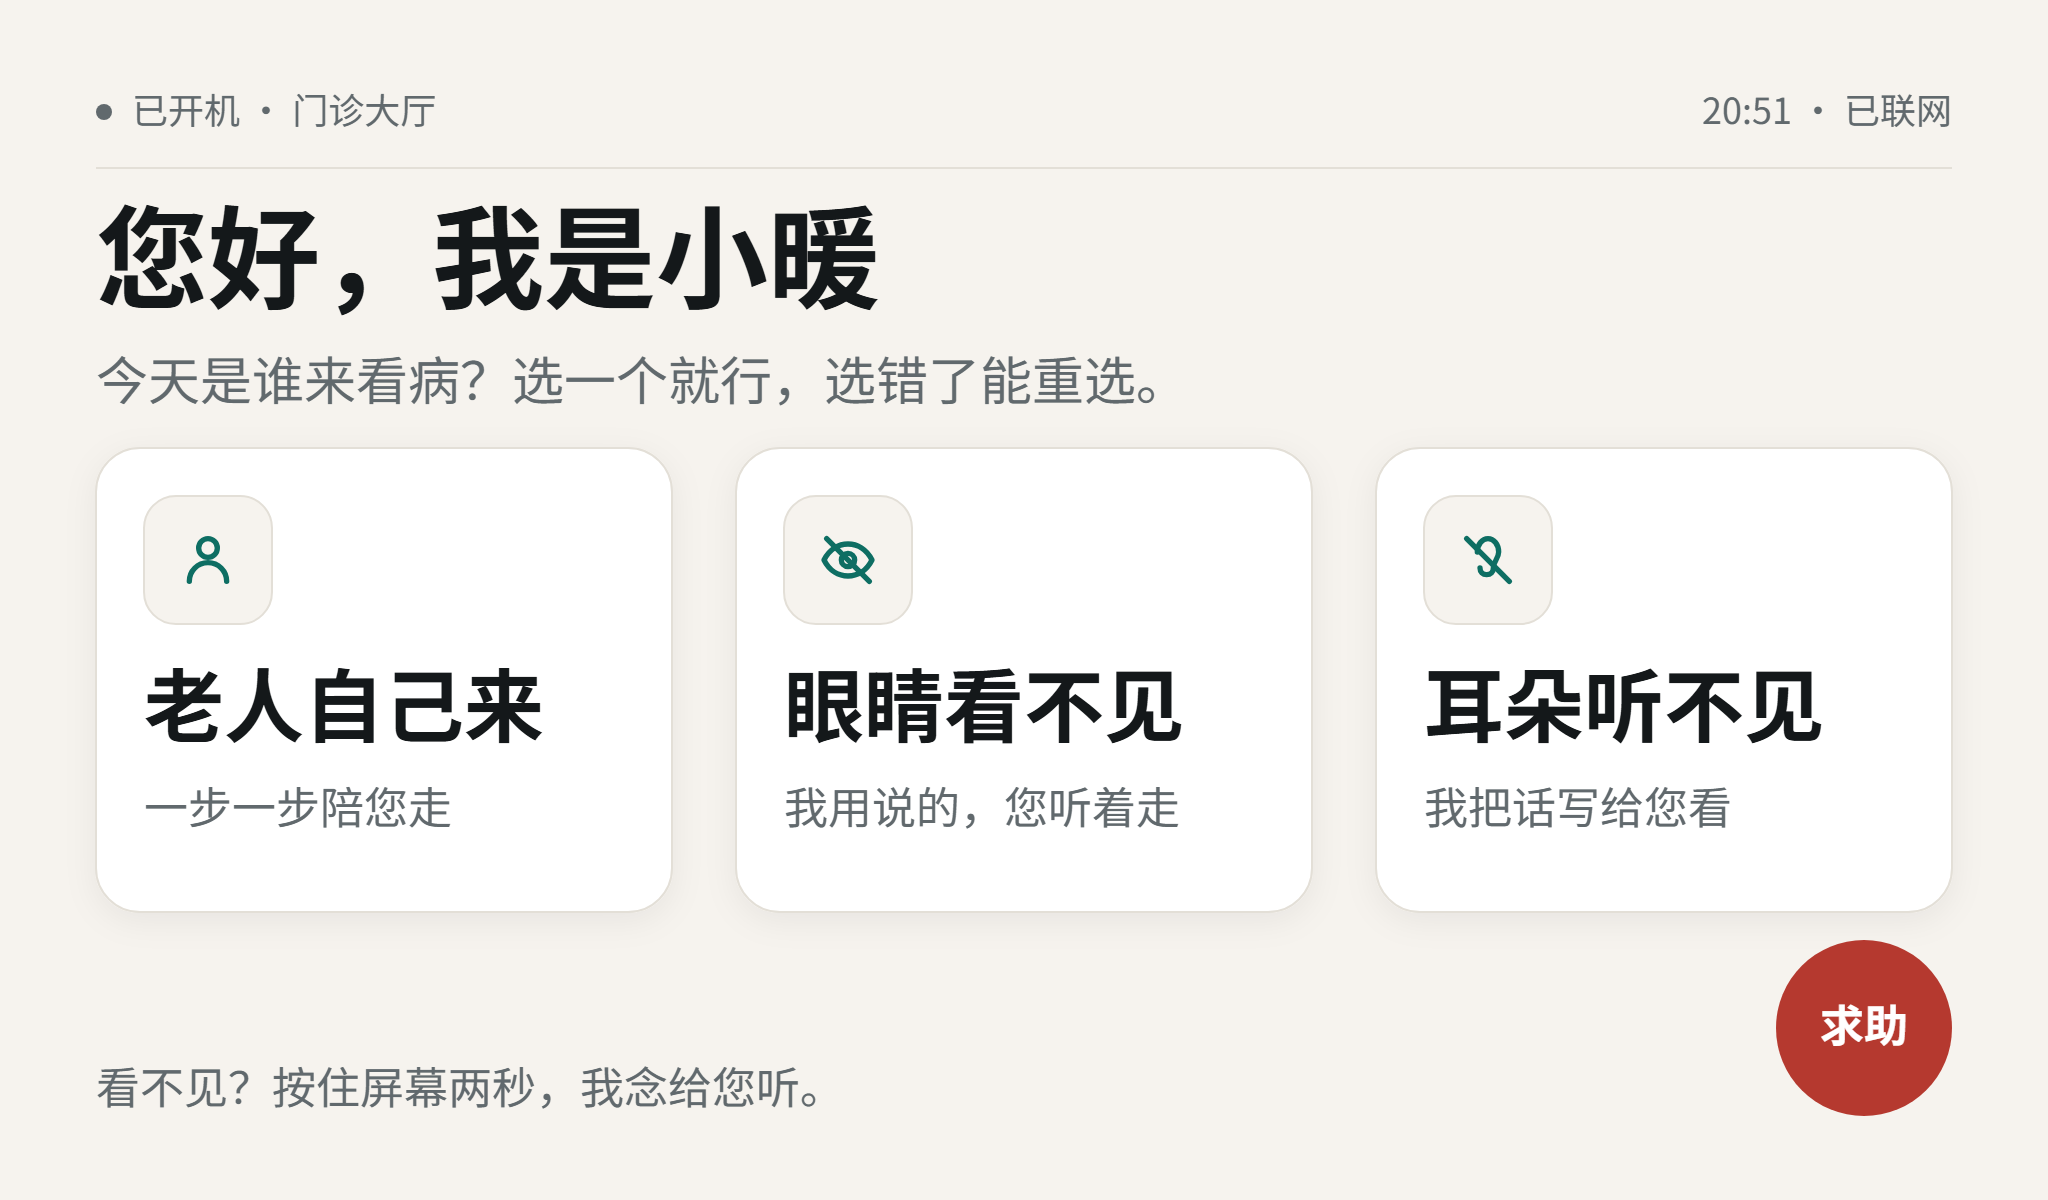 已开机 · 门诊大厅
20:51 · 已联网
您好，我是小暖
今天是谁来看病？选一个就行，选错了能重选。
老人自己来
一步一步陪您走
眼睛看不见
我用说的，您听着走
耳朵听不见
我把话写给您看
求助
看不见？按住屏幕两秒，我念给您听。